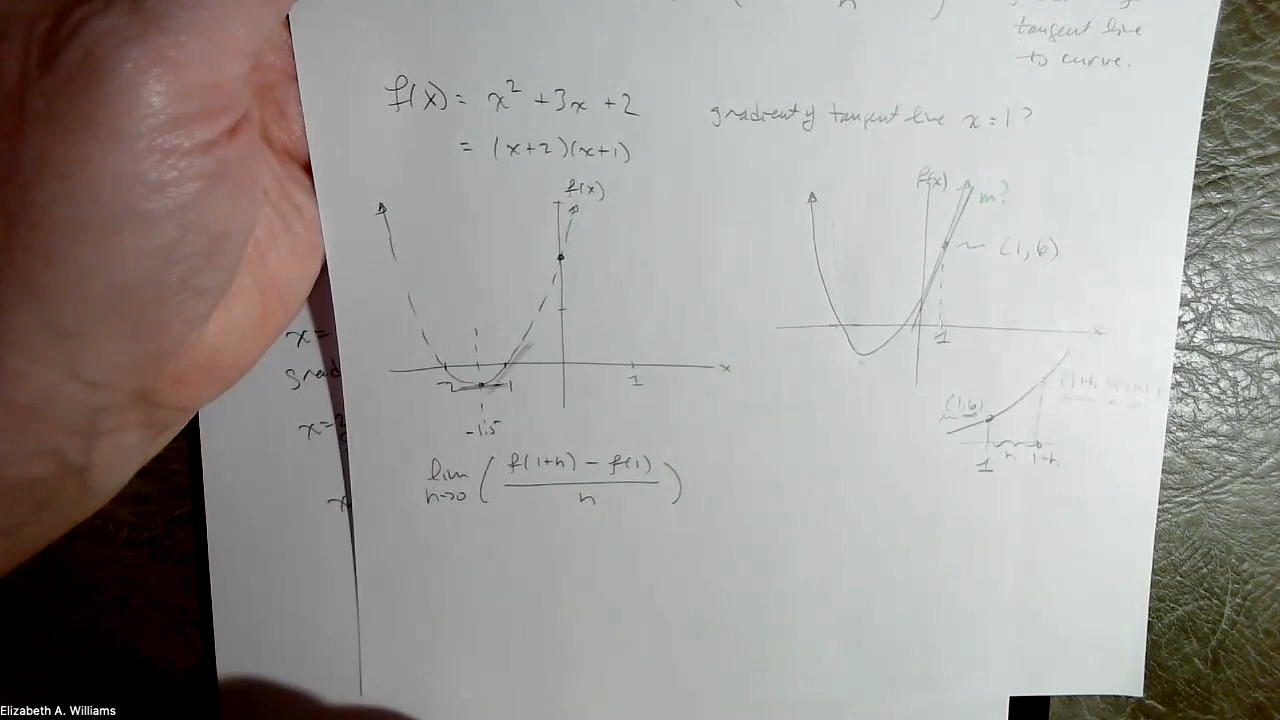 tangent line
to curve.
f(x) = x² + 3x + 2
= (x+2)(x+1)
gradient of tangent line x = 1?
f(x)
x
-2
-1
1
-1.5
f(x)
m?
(1, 6)
1
x
(1,6)
h
1+h
1
lim h→0 ( f(1+h) - f(1) / h )
x=
grad
x=
x
Elizabeth A. Williams